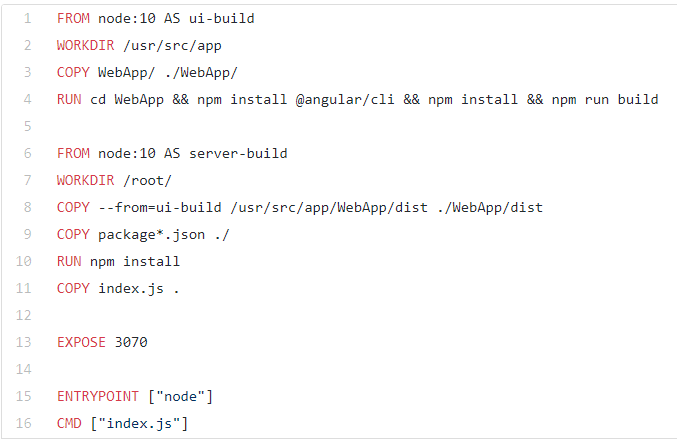 1 FROM node:10 AS ui-build
2 WORKDIR /usr/src/app
3 COPY WebApp/ ./WebApp/
4 RUN cd WebApp && npm install @angular/cli && npm install && npm run build
5
6 FROM node:10 AS server-build
7 WORKDIR /root/
8 COPY --from=ui-build /usr/src/app/WebApp/dist ./WebApp/dist
9 COPY package*.json ./
10 RUN npm install
11 COPY index.js .
12
13 EXPOSE 3070
14
15 ENTRYPOINT ["node"]
16 CMD ["index.js"]